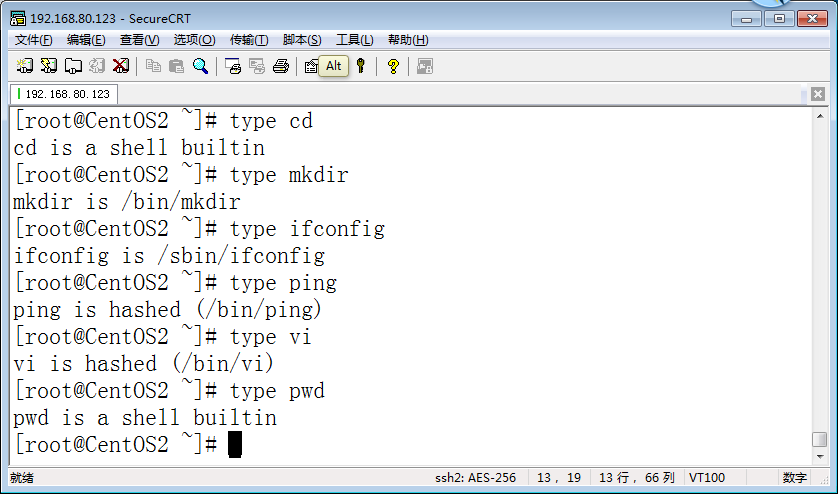 192.168.80.123 - SecureCRT
文件(F) 编辑(E) 查看(V) 选项(O) 传输(T) 脚本(S) 工具(L) 帮助(H)
Alt
192.168.80.123
[root@CentOS2 ~]# type cd
cd is a shell builtin
[root@CentOS2 ~]# type mkdir
mkdir is /bin/mkdir
[root@CentOS2 ~]# type ifconfig
ifconfig is /sbin/ifconfig
[root@CentOS2 ~]# type ping
ping is hashed (/bin/ping)
[root@CentOS2 ~]# type vi
vi is hashed (/bin/vi)
[root@CentOS2 ~]# type pwd
pwd is a shell builtin
[root@CentOS2 ~]#
就绪 ssh2: AES-256 13, 19 13 行, 66 列 VT100 数字